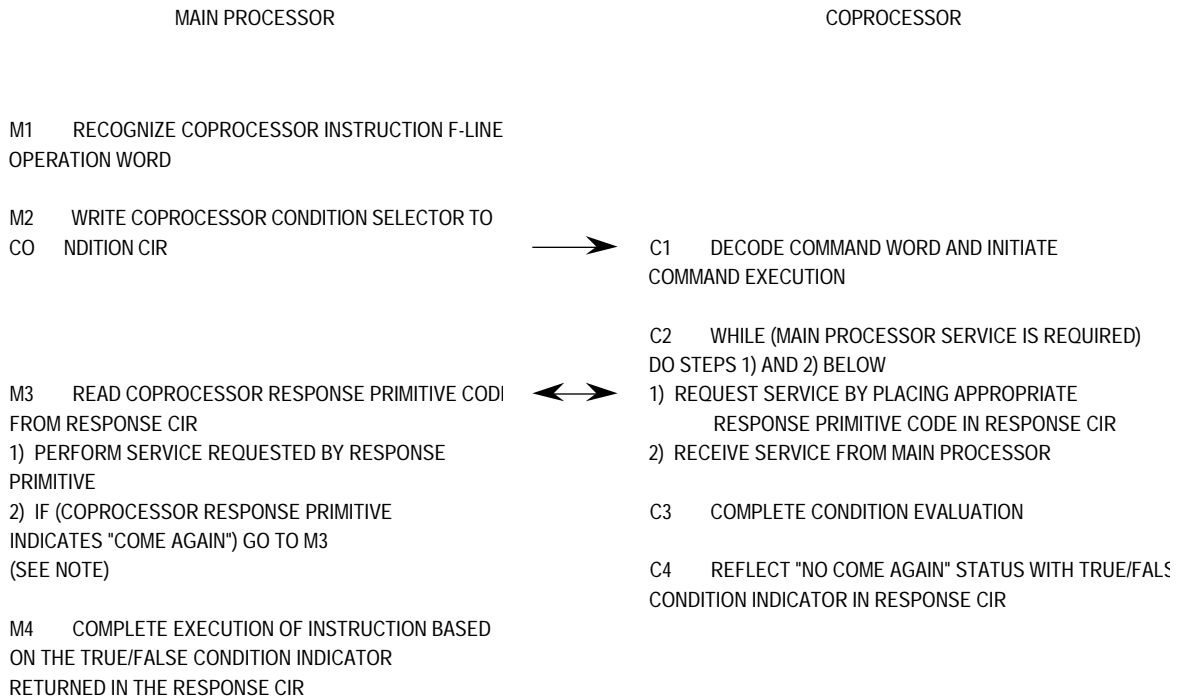 MAIN PROCESSOR
COPROCESSOR
M1 RECOGNIZE COPROCESSOR INSTRUCTION F-LINE
OPERATION WORD
M2 WRITE COPROCESSOR CONDITION SELECTOR TO
CO NDITION CIR
C1 DECODE COMMAND WORD AND INITIATE
COMMAND EXECUTION
C2 WHILE (MAIN PROCESSOR SERVICE IS REQUIRED)
DO STEPS 1) AND 2) BELOW
1) REQUEST SERVICE BY PLACING APPROPRIATE
RESPONSE PRIMITIVE CODE IN RESPONSE CIR
2) RECEIVE SERVICE FROM MAIN PROCESSOR
M3 READ COPROCESSOR RESPONSE PRIMITIVE COD
FROM RESPONSE CIR
1) PERFORM SERVICE REQUESTED BY RESPONSE
PRIMITIVE
2) IF (COPROCESSOR RESPONSE PRIMITIVE
INDICATES "COME AGAIN") GO TO M3
(SEE NOTE)
C3 COMPLETE CONDITION EVALUATION
C4 REFLECT "NO COME AGAIN" STATUS WITH TRUE/FALS
CONDITION INDICATOR IN RESPONSE CIR
M4 COMPLETE EXECUTION OF INSTRUCTION BASED
ON THE TRUE/FALSE CONDITION INDICATOR
RETURNED IN THE RESPONSE CIR